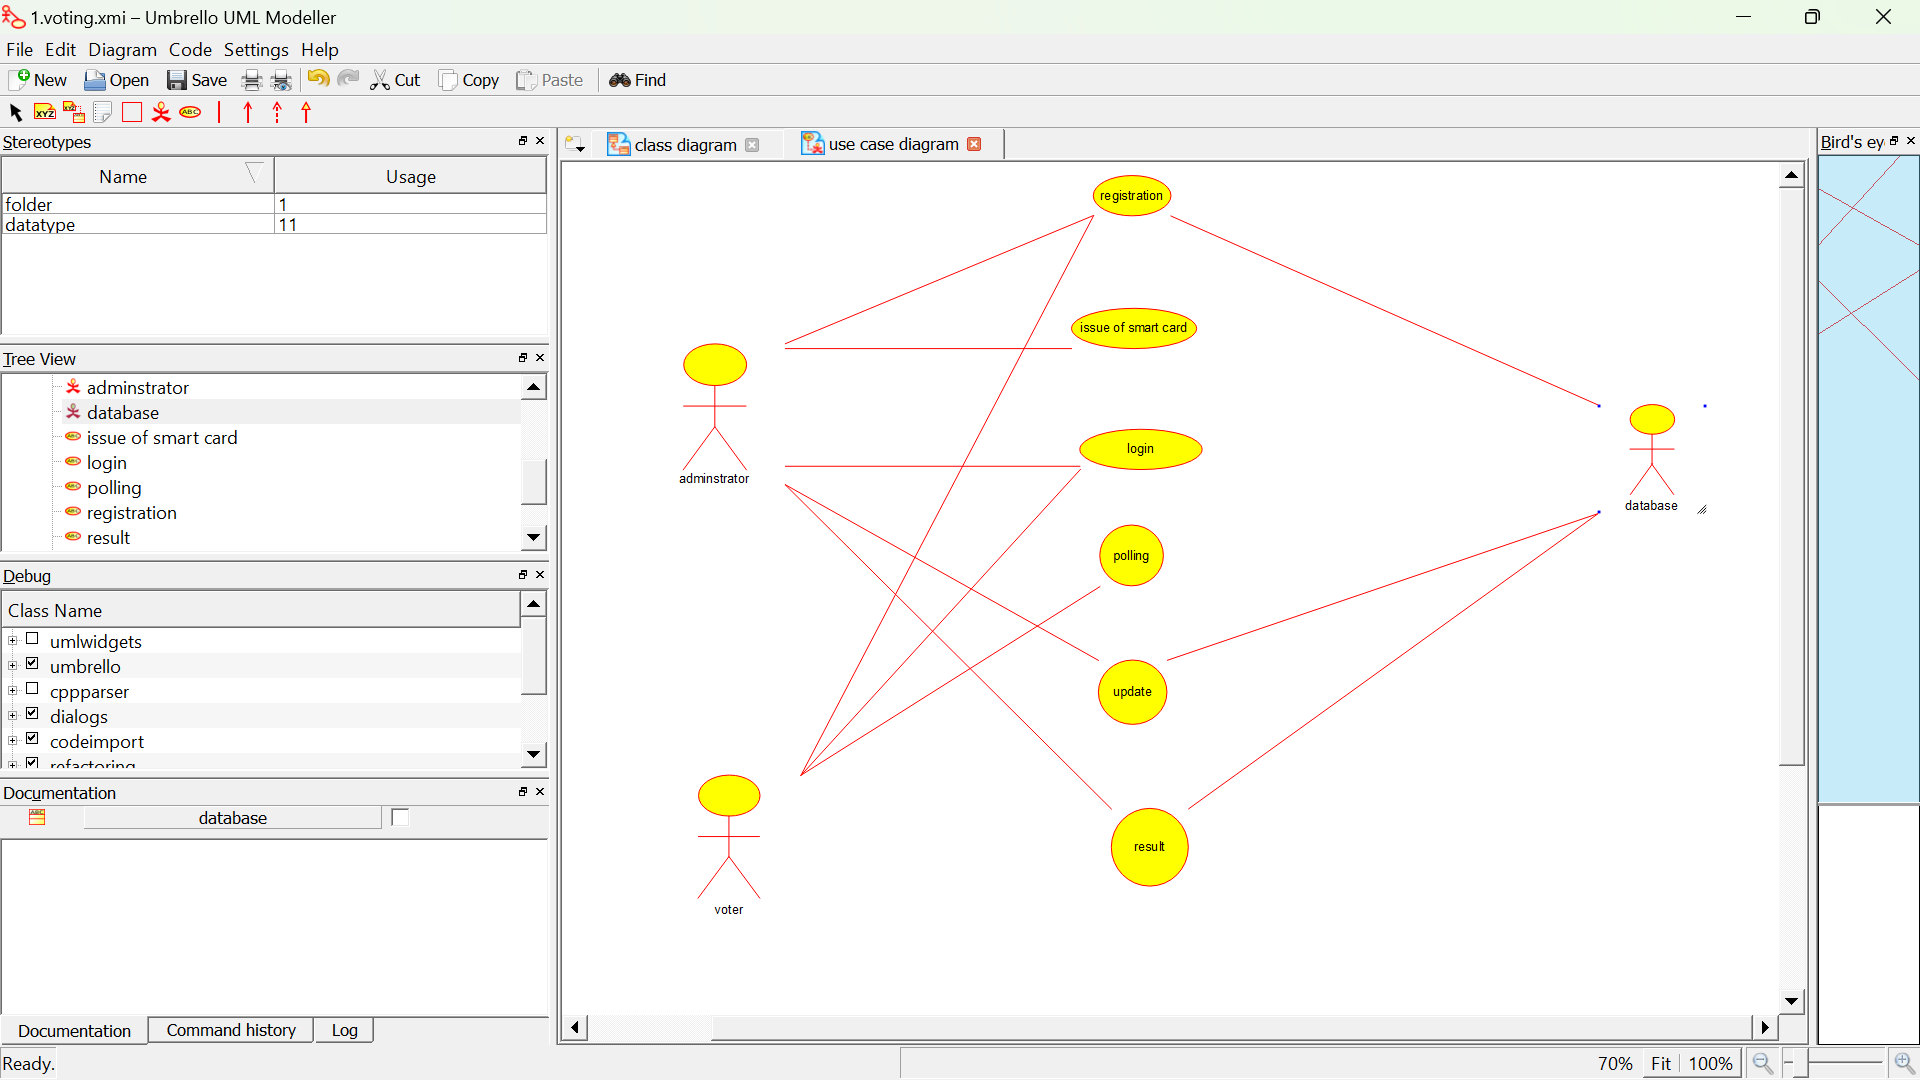 1.voting.xmi – Umbrello UML Modeller
File Edit Diagram Code Settings Help
New Open Save Cut Copy Paste Find
XYZ XYZ ABC
Stereotypes
Name Usage
folder 1
datatype 11
Tree View
adminstrator
database
issue of smart card
login
polling
registration
result
Debug
Class Name
umlwidgets
umbrello
cppparser
dialogs
codeimport
refactoring
Documentation
database
Documentation Command history Log
Ready.
class diagram use case diagram
registration
issue of smart card
login
polling
update
result
adminstrator
voter
database
Bird's ey
70% Fit 100%